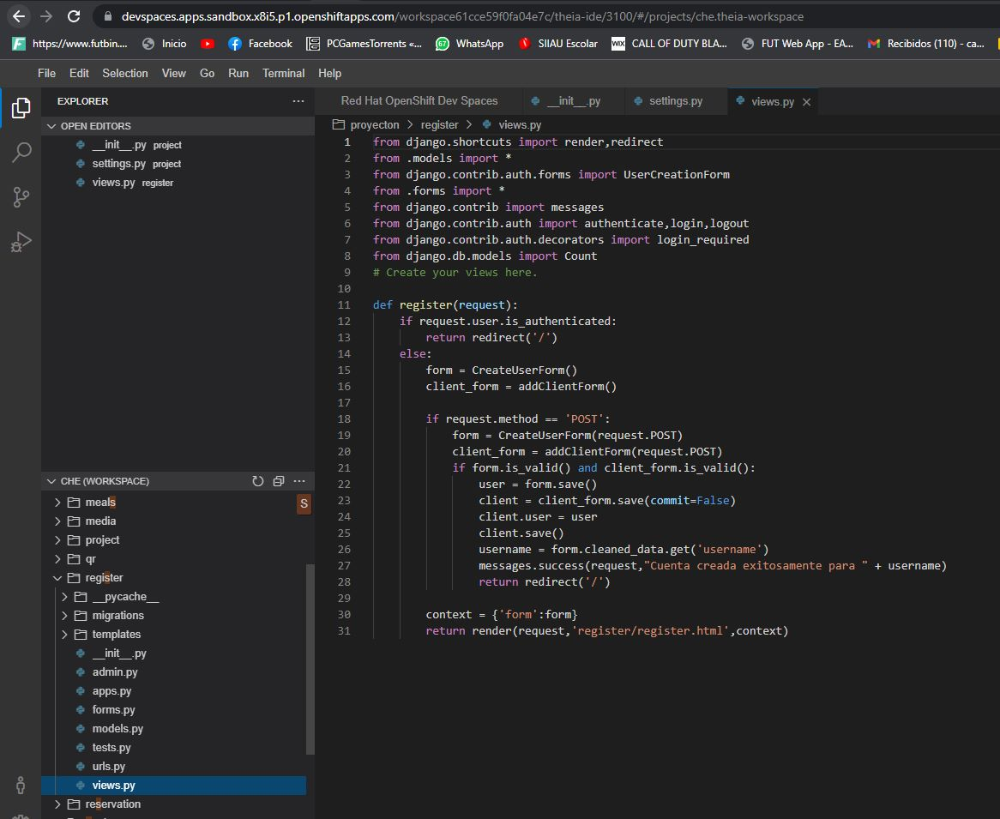 devspaces.apps.sandbox.x8i5.p1.openshiftapps.com/workspace61cce59f0fa04e7c/theia-ide/3100/#/projects/che.theia-workspace
https://www.futbin.... Inicio Facebook PCGamesTorrents «... 67 WhatsApp SIIAU Escolar WIX CALL OF DUTY BLA... FUT Web App - EA... Recibidos (110) - ca...
File Edit Selection View Go Run Terminal Help
EXPLORER
OPEN EDITORS
__init__.py project
settings.py project
views.py register
CHE (WORKSPACE)
meals S
media
project
qr
register
__pycache__
migrations
templates
__init__.py
admin.py
apps.py
forms.py
models.py
tests.py
urls.py
views.py
reservation
Red Hat OpenShift Dev Spaces __init__.py settings.py views.py
proyecton > register > views.py
1 from django.shortcuts import render,redirect
2 from .models import *
3 from django.contrib.auth.forms import UserCreationForm
4 from .forms import *
5 from django.contrib import messages
6 from django.contrib.auth import authenticate,login,logout
7 from django.contrib.auth.decorators import login_required
8 from django.db.models import Count
9 # Create your views here.
10
11 def register(request):
12     if request.user.is_authenticated:
13         return redirect('/')
14     else:
15         form = CreateUserForm()
16         client_form = addClientForm()
17
18         if request.method == 'POST':
19             form = CreateUserForm(request.POST)
20             client_form = addClientForm(request.POST)
21             if form.is_valid() and client_form.is_valid():
22                 user = form.save()
23                 client = client_form.save(commit=False)
24                 client.user = user
25                 client.save()
26                 username = form.cleaned_data.get('username')
27                 messages.success(request,"Cuenta creada exitosamente para " + username)
28                 return redirect('/')
29
30         context = {'form':form}
31         return render(request,'register/register.html',context)